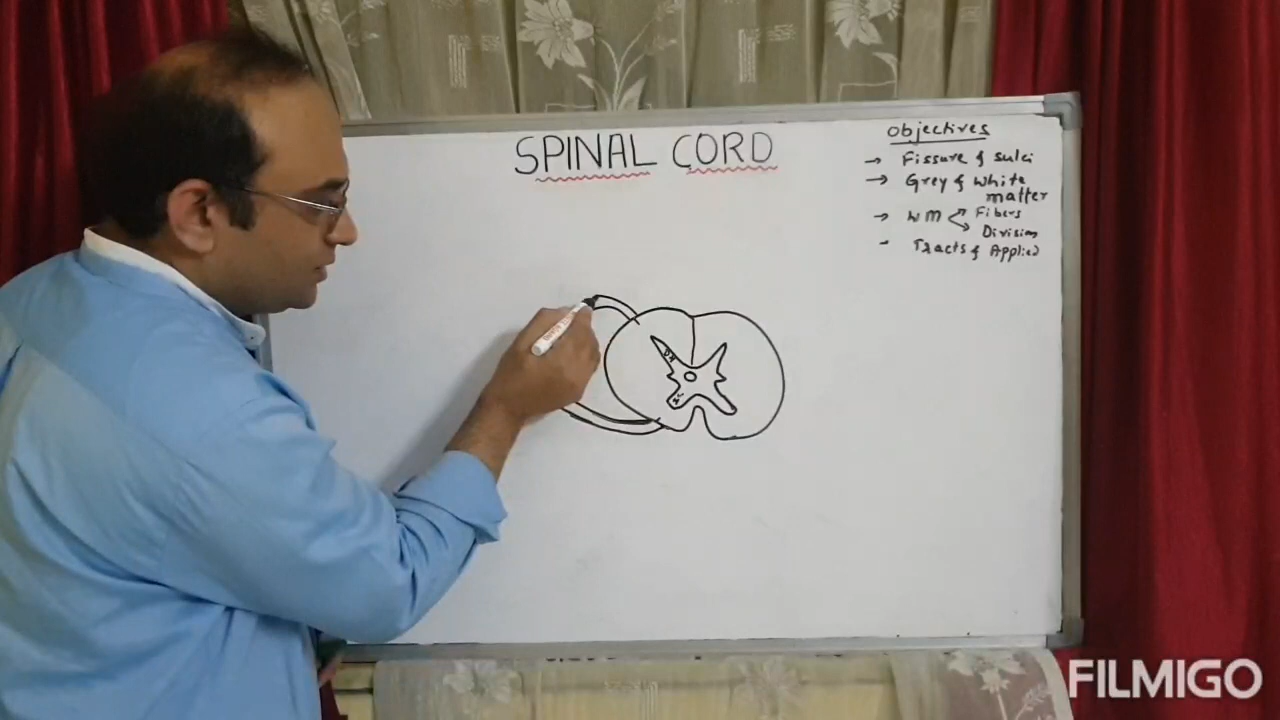 SPINAL CORD
Objectives
→ Fissure & sulci
→ Grey & White
matter
→ WM Fibers
Division
- Tracts & Applied
FILMIGO